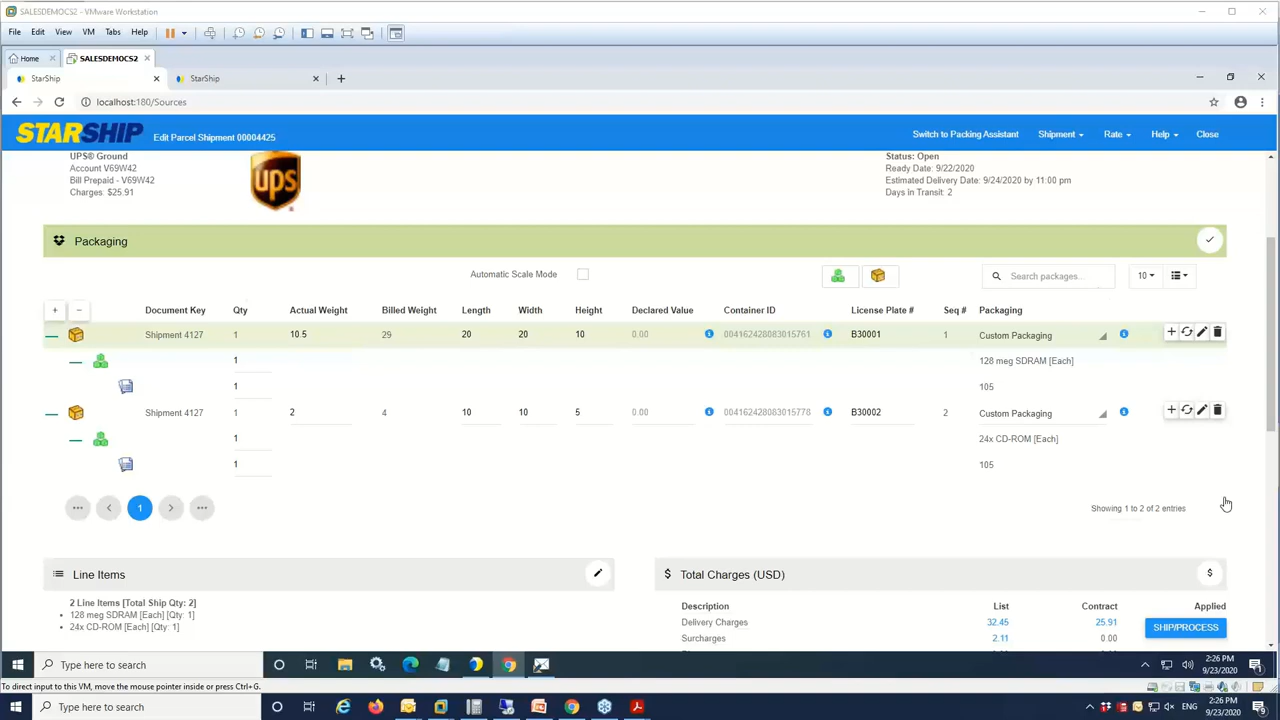 SALESDEMOCS2 - VMware Workstation
File Edit View VM Tabs Help
Home SALESDEMOCS2
StarShip StarShip
localhost:180/Sources
STARSHIP Edit Parcel Shipment 00004425 Switch to Packing Assistant Shipment Rate Help Close
UPS® Ground Status: Open
Account V69W42 Ready Date: 9/22/2020
Bill Prepaid - V69W42 ups Estimated Delivery Date: 9/24/2020 by 11:00 pm
Charges: $25.91 Days in Transit: 2
Packaging
Automatic Scale Mode Search packages... 10
+ - Document Key Qty Actual Weight Billed Weight Length Width Height Declared Value Container ID License Plate # Seq # Packaging
Shipment 4127 1 10.5 29 20 20 10 0.00 004162428083015761 B30001 1 Custom Packaging
1 128 meg SDRAM [Each]
1 105
Shipment 4127 1 2 4 10 10 5 0.00 004162428083015778 B30002 2 Custom Packaging
1 24x CD-ROM [Each]
1 105
1 Showing 1 to 2 of 2 entries
Line Items $ Total Charges (USD) $
2 Line Items [Total Ship Qty: 2] Description List Contract Applied
128 meg SDRAM [Each] [Qty: 1] Delivery Charges 32.45 25.91 SHIP/PROCESS
24x CD-ROM [Each] [Qty: 1] Surcharges 2.11 0.00
Type here to search 2:26 PM
9/23/2020
To direct input to this VM, move the mouse pointer inside or press Ctrl+G.
Type here to search ENG 2:26 PM
9/23/2020